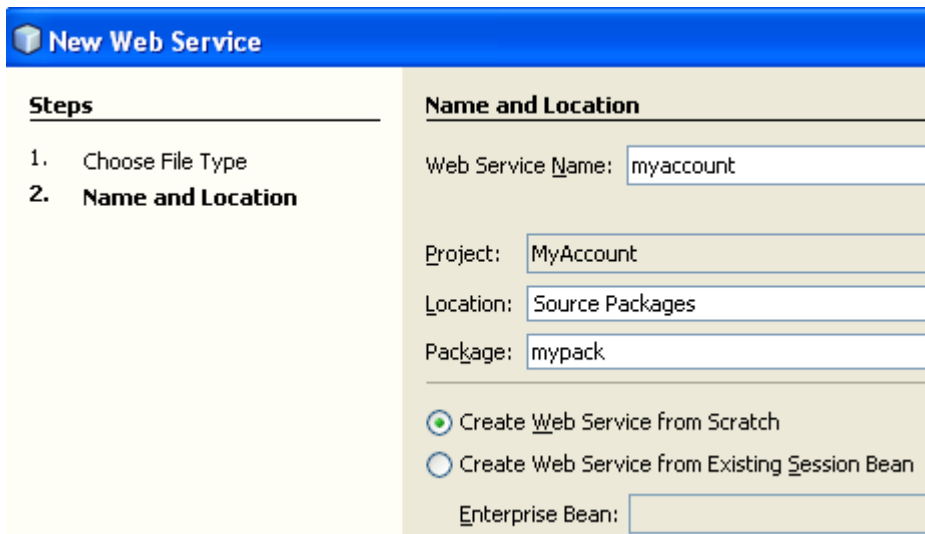 New Web Service
Steps
1. Choose File Type
2. Name and Location
Name and Location
Web Service Name: myaccount
Project: MyAccount
Location: Source Packages
Package: mypack
Create Web Service from Scratch
Create Web Service from Existing Session Bean
Enterprise Bean: